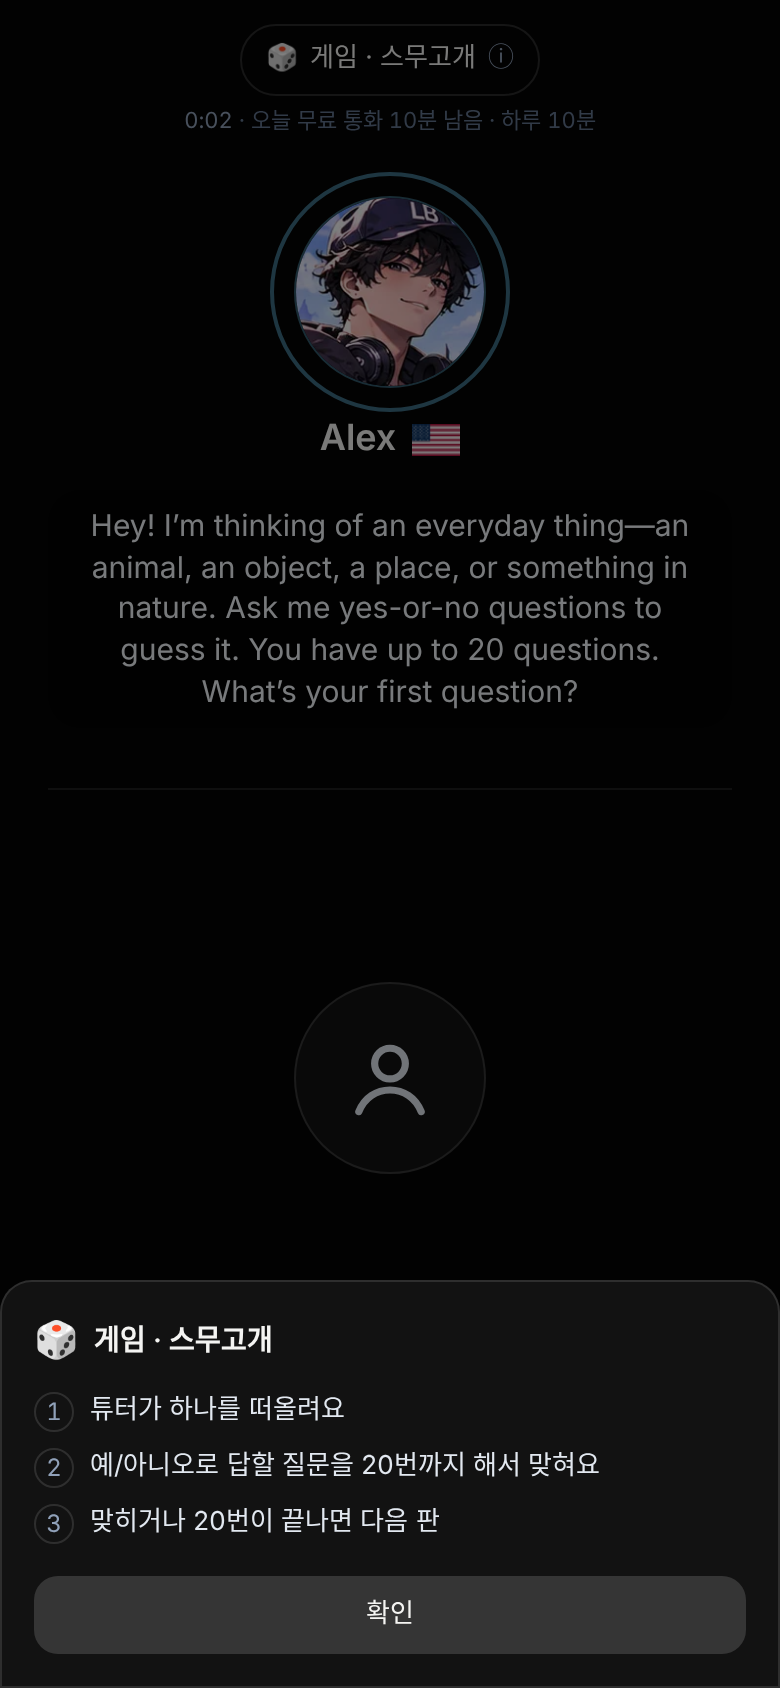 게임 · 스무고개 ⓘ
0:02 · 오늘 무료 통화 10분 남음 · 하루 10분
LB
Alex
Hey! I’m thinking of an everyday thing—an
animal, an object, a place, or something in
nature. Ask me yes-or-no questions to
guess it. You have up to 20 questions.
What’s your first question?
게임 · 스무고개
1 튜터가 하나를 떠올려요
2 예/아니오로 답할 질문을 20번까지 해서 맞혀요
3 맞히거나 20번이 끝나면 다음 판
확인